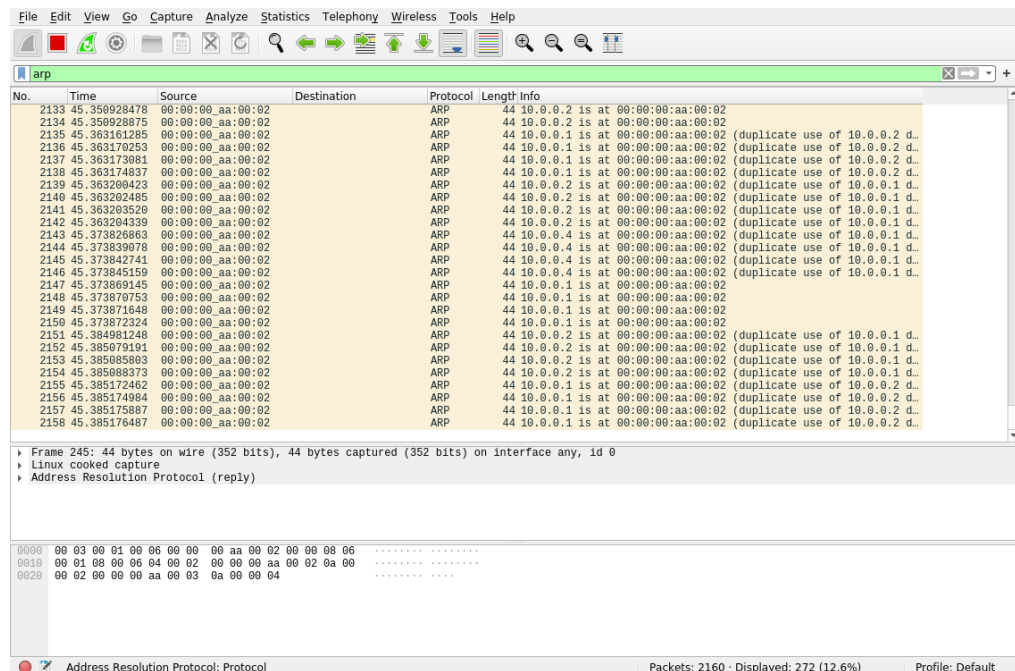 File Edit View Go Capture Analyze Statistics Telephony Wireless Tools Help
arp
No. Time Source Destination Protocol Length Info
2133 45.350928478 00:00:00_aa:00:02 ARP 44 10.0.0.2 is at 00:00:00:aa:00:02
2134 45.350928875 00:00:00_aa:00:02 ARP 44 10.0.0.2 is at 00:00:00:aa:00:02
2135 45.363161285 00:00:00_aa:00:02 ARP 44 10.0.0.1 is at 00:00:00:aa:00:02 (duplicate use of 10.0.0.2 d…
2136 45.363170253 00:00:00_aa:00:02 ARP 44 10.0.0.1 is at 00:00:00:aa:00:02 (duplicate use of 10.0.0.2 d…
2137 45.363173081 00:00:00_aa:00:02 ARP 44 10.0.0.1 is at 00:00:00:aa:00:02 (duplicate use of 10.0.0.2 d…
2138 45.363174837 00:00:00_aa:00:02 ARP 44 10.0.0.1 is at 00:00:00:aa:00:02 (duplicate use of 10.0.0.2 d…
2139 45.363200423 00:00:00_aa:00:02 ARP 44 10.0.0.2 is at 00:00:00:aa:00:02 (duplicate use of 10.0.0.1 d…
2140 45.363202485 00:00:00_aa:00:02 ARP 44 10.0.0.2 is at 00:00:00:aa:00:02 (duplicate use of 10.0.0.1 d…
2141 45.363203520 00:00:00_aa:00:02 ARP 44 10.0.0.2 is at 00:00:00:aa:00:02 (duplicate use of 10.0.0.1 d…
2142 45.363204339 00:00:00_aa:00:02 ARP 44 10.0.0.2 is at 00:00:00:aa:00:02 (duplicate use of 10.0.0.1 d…
2143 45.373826863 00:00:00_aa:00:02 ARP 44 10.0.0.4 is at 00:00:00:aa:00:02 (duplicate use of 10.0.0.1 d…
2144 45.373839078 00:00:00_aa:00:02 ARP 44 10.0.0.4 is at 00:00:00:aa:00:02 (duplicate use of 10.0.0.1 d…
2145 45.373842741 00:00:00_aa:00:02 ARP 44 10.0.0.4 is at 00:00:00:aa:00:02 (duplicate use of 10.0.0.1 d…
2146 45.373845159 00:00:00_aa:00:02 ARP 44 10.0.0.4 is at 00:00:00:aa:00:02 (duplicate use of 10.0.0.1 d…
2147 45.373869145 00:00:00_aa:00:02 ARP 44 10.0.0.1 is at 00:00:00:aa:00:02
2148 45.373870753 00:00:00_aa:00:02 ARP 44 10.0.0.1 is at 00:00:00:aa:00:02
2149 45.373871648 00:00:00_aa:00:02 ARP 44 10.0.0.1 is at 00:00:00:aa:00:02
2150 45.373872324 00:00:00_aa:00:02 ARP 44 10.0.0.1 is at 00:00:00:aa:00:02
2151 45.384981248 00:00:00_aa:00:02 ARP 44 10.0.0.2 is at 00:00:00:aa:00:02 (duplicate use of 10.0.0.1 d…
2152 45.385079191 00:00:00_aa:00:02 ARP 44 10.0.0.2 is at 00:00:00:aa:00:02 (duplicate use of 10.0.0.1 d…
2153 45.385085803 00:00:00_aa:00:02 ARP 44 10.0.0.2 is at 00:00:00:aa:00:02 (duplicate use of 10.0.0.1 d…
2154 45.385088373 00:00:00_aa:00:02 ARP 44 10.0.0.2 is at 00:00:00:aa:00:02 (duplicate use of 10.0.0.1 d…
2155 45.385172462 00:00:00_aa:00:02 ARP 44 10.0.0.1 is at 00:00:00:aa:00:02 (duplicate use of 10.0.0.2 d…
2156 45.385174984 00:00:00_aa:00:02 ARP 44 10.0.0.1 is at 00:00:00:aa:00:02 (duplicate use of 10.0.0.2 d…
2157 45.385175887 00:00:00_aa:00:02 ARP 44 10.0.0.1 is at 00:00:00:aa:00:02 (duplicate use of 10.0.0.2 d…
2158 45.385176487 00:00:00_aa:00:02 ARP 44 10.0.0.1 is at 00:00:00:aa:00:02 (duplicate use of 10.0.0.2 d…
Frame 245: 44 bytes on wire (352 bits), 44 bytes captured (352 bits) on interface any, id 0
Linux cooked capture
Address Resolution Protocol (reply)
0000 00 03 00 01 00 06 00 00 00 aa 00 02 00 00 08 06 ········ ········
0010 00 01 08 00 06 04 00 02 00 00 00 aa 00 02 0a 00 ········ ········
0020 00 02 00 00 00 aa 00 03 0a 00 00 04 ········ ····
Address Resolution Protocol: Protocol Packets: 2160 · Displayed: 272 (12.6%) Profile: Default